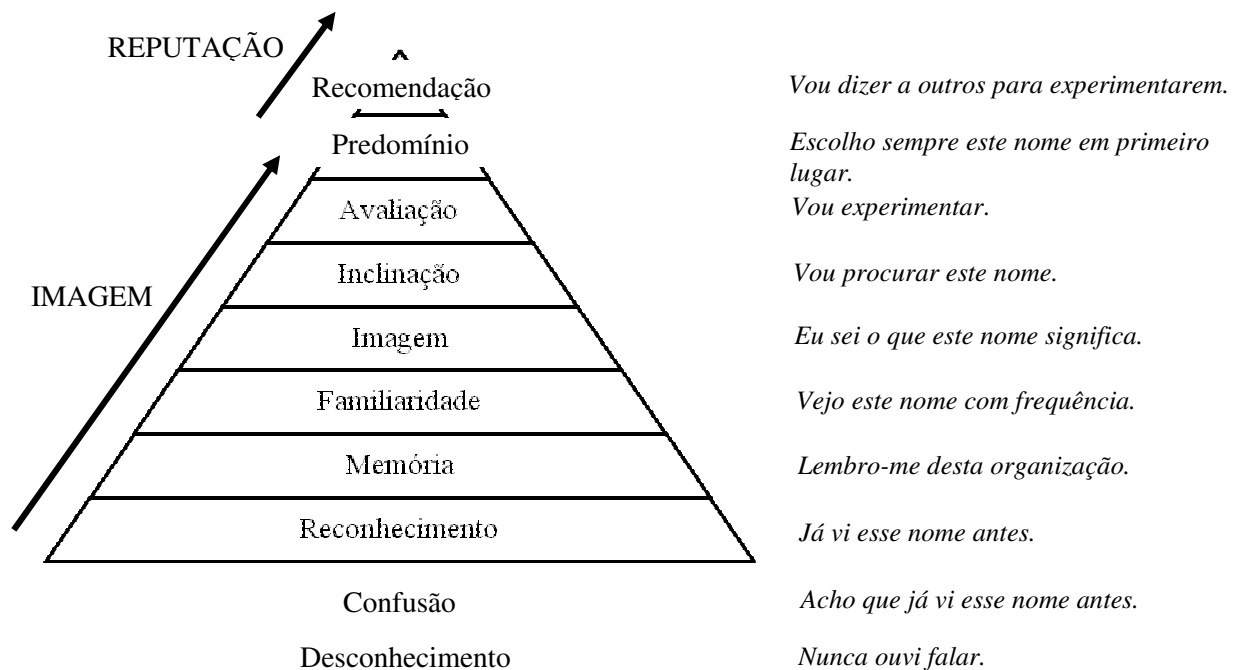 REPUTAÇÃO
Recomendação
Vou dizer a outros para experimentarem.
Predomínio
Escolho sempre este nome em primeiro
lugar.
Avaliação
Vou experimentar.
Inclinação
Vou procurar este nome.
IMAGEM
Imagem
Eu sei o que este nome significa.
Familiaridade
Vejo este nome com frequência.
Memória
Lembro-me desta organização.
Reconhecimento
Já vi esse nome antes.
Confusão
Acho que já vi esse nome antes.
Desconhecimento
Nunca ouvi falar.